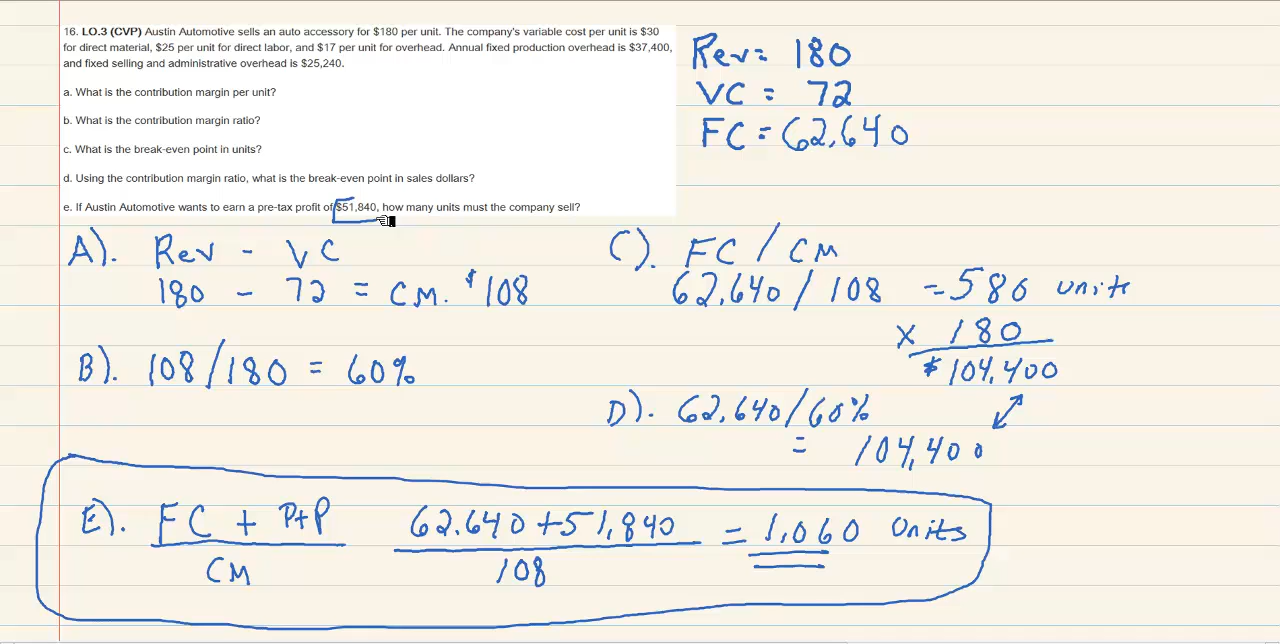 16. LO.3 (CVP) Austin Automotive sells an auto accessory for $180 per unit. The company's variable cost per unit is $30
for direct material, $25 per unit for direct labor, and $17 per unit for overhead. Annual fixed production overhead is $37,400,
and fixed selling and administrative overhead is $25,240.
a. What is the contribution margin per unit?
b. What is the contribution margin ratio?
c. What is the break-even point in units?
d. Using the contribution margin ratio, what is the break-even point in sales dollars?
e. If Austin Automotive wants to earn a pre-tax profit of $51,840, how many units must the company sell?
Rev = 180
VC = 72
FC = 62,640
A). Rev - VC
180 - 72 = C.M. $108
B). 108/180 = 60%
C). FC / CM
62,640 / 108 = 580 units
X 180
$104,400
D). 62,640/60%
= 104,400
E). FC + P+P
CM
62,640 + 51,840
108
= 1,060 Units